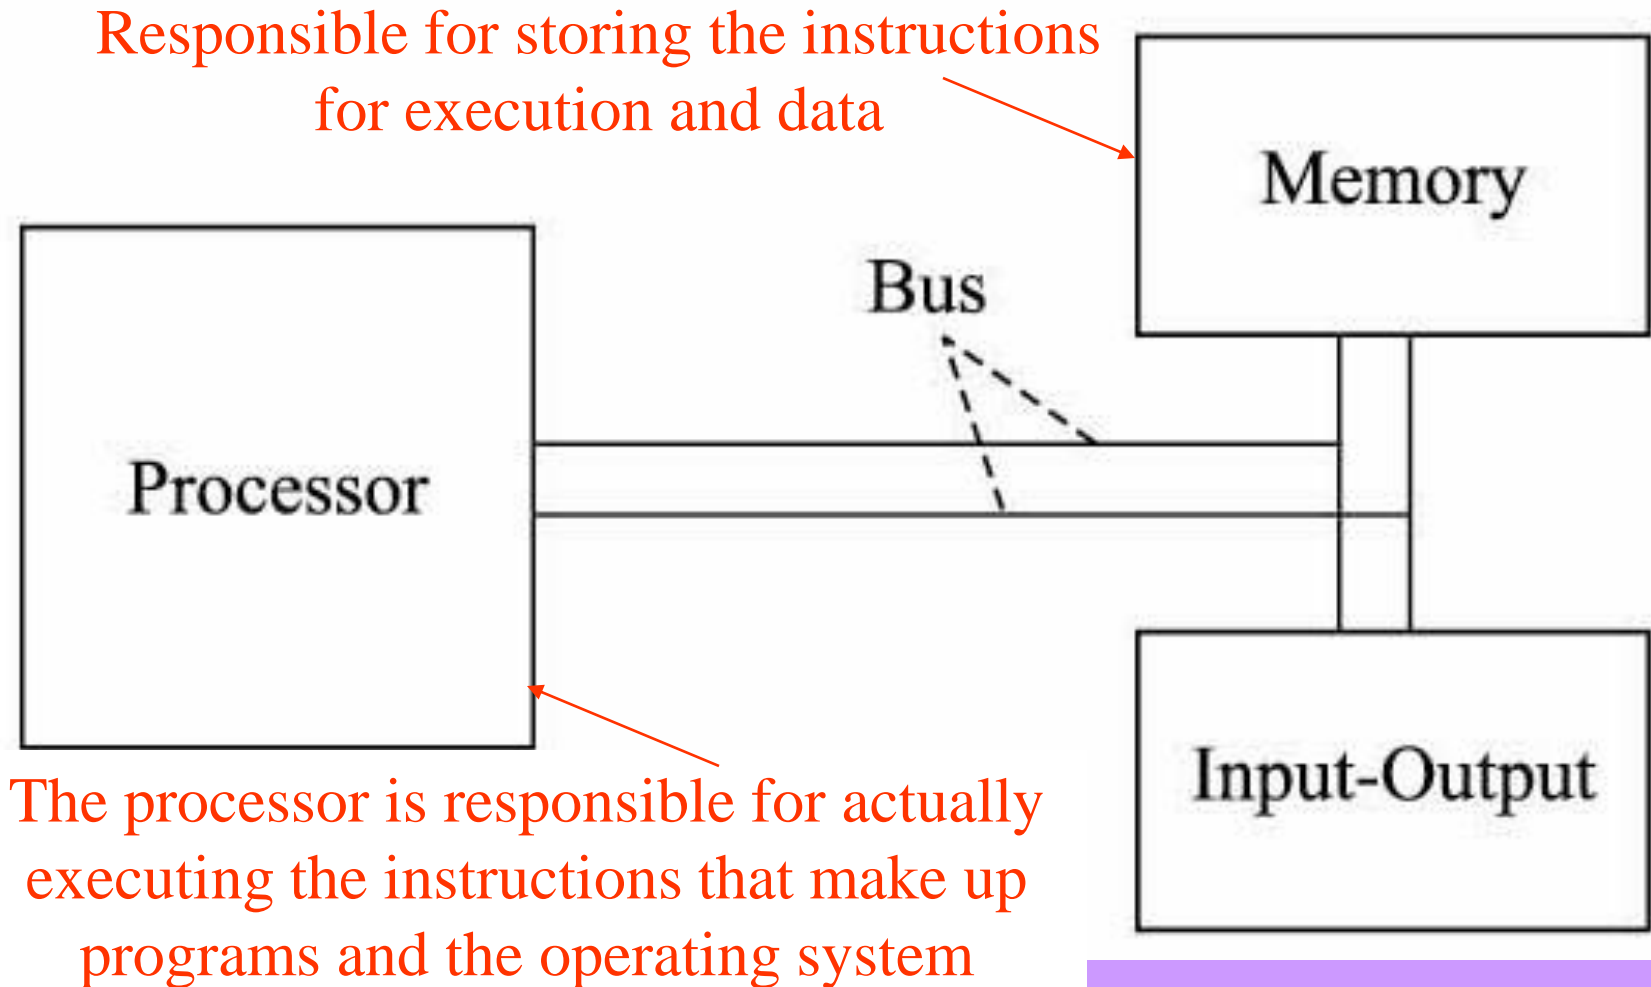 Responsible for storing the instructions
for execution and data
Memory
Bus
Processor
Input-Output
The processor is responsible for actually
executing the instructions that make up
programs and the operating system